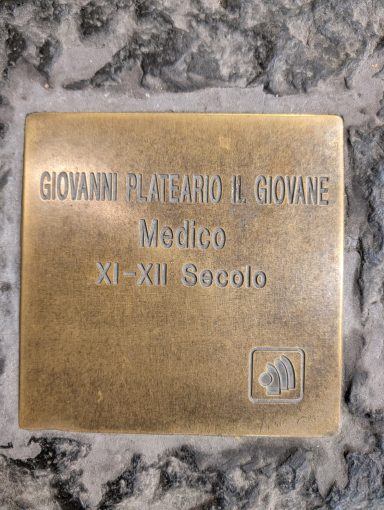 GIOVANNI PLATEARIO IL GIOVANE
Medico
XI-XII Secolo